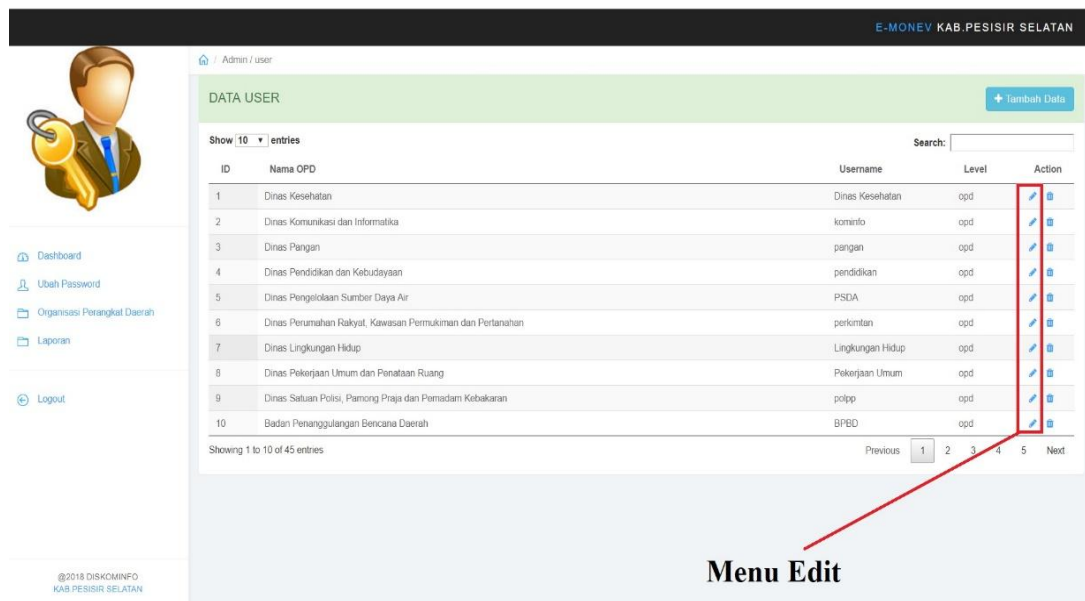 E-MONEV KAB.PESISIR SELATAN
/ Admin / user
DATA USER
+ Tambah Data
Show 10 entries
Search:
ID Nama OPD Username Level Action
1 Dinas Kesehatan Dinas Kesehatan opd
2 Dinas Komunikasi dan Informatika kominfo opd
3 Dinas Pangan pangan opd
4 Dinas Pendidikan dan Kebudayaan pendidikan opd
5 Dinas Pengelolaan Sumber Daya Air PSDA opd
6 Dinas Perumahan Rakyat, Kawasan Permukiman dan Pertanahan perkimtan opd
7 Dinas Lingkungan Hidup Lingkungan Hidup opd
8 Dinas Pekerjaan Umum dan Penataan Ruang Pekerjaan Umum opd
9 Dinas Satuan Polisi, Pamong Praja dan Pemadam Kebakaran polpp opd
10 Badan Penanggulangan Bencana Daerah BPBD opd
Showing 1 to 10 of 45 entries
Previous 1 2 3 4 5 Next
Dashboard
Ubah Password
Organisasi Perangkat Daerah
Laporan
Logout
@2018 DISKOMINFO
KAB.PESISIR SELATAN
Menu Edit